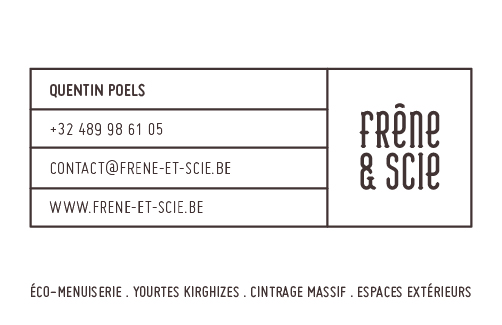 QUENTIN POELS
+32 489 98 61 05
CONTACT@FRENE-ET-SCIE.BE
WWW.FRENE-ET-SCIE.BE
FRÊNE
& SCIE
ÉCO-MENUISERIE . YOURTES KIRGHIZES . CINTRAGE MASSIF . ESPACES EXTÉRIEURS